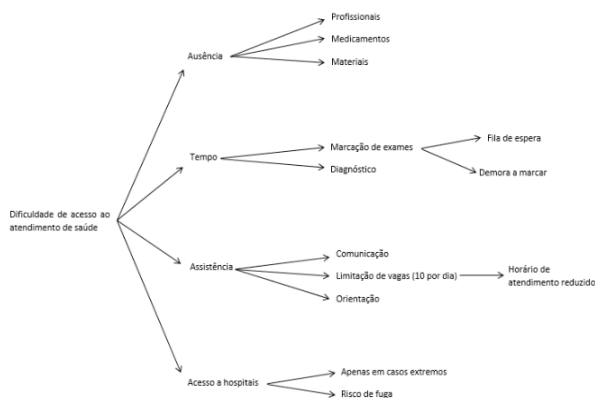 Profissionais
Ausência
Medicamentos
Materiais
Tempo
Marcação de exames
Fila de espera
Diagnóstico
Demora a marcar
Dificuldade de acesso ao
atendimento de saúde
Comunicação
Assistência
Limitação de vagas (10 por dia)
Horário de
atendimento reduzido
Orientação
Acesso a hospitais
Apenas em casos extremos
Risco de fuga